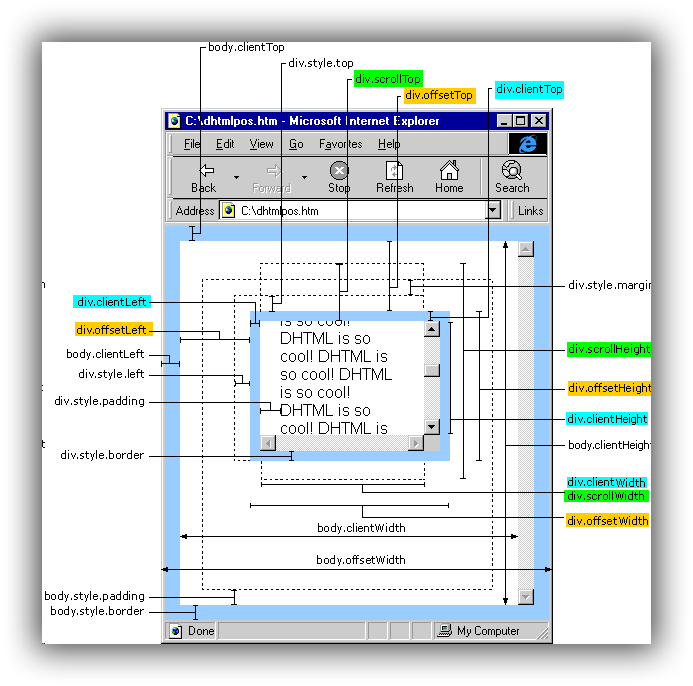 body.clientTop
div.style.top
div.scrollTop
div.offsetTop
div.clientTop
C:\dhtmlpos.htm - Microsoft Internet Explorer
File Edit View Go Favorites Help
Back Forward Stop Refresh Home Search
Address C:\dhtmlpos.htm Links
div.style.margin
div.clientLeft
div.offsetLeft
body.clientLeft
div.style.left
div.style.padding
div.style.border
is so cool!
DHTML is so
cool! DHTML is
so cool! DHTML
is so cool!
DHTML is so
cool! DHTML is
div.scrollHeight
div.offsetHeight
div.clientHeight
body.clientHeight
div.clientWidth
div.scrollWidth
div.offsetWidth
body.clientWidth
body.offsetWidth
body.style.padding
body.style.border
Done My Computer